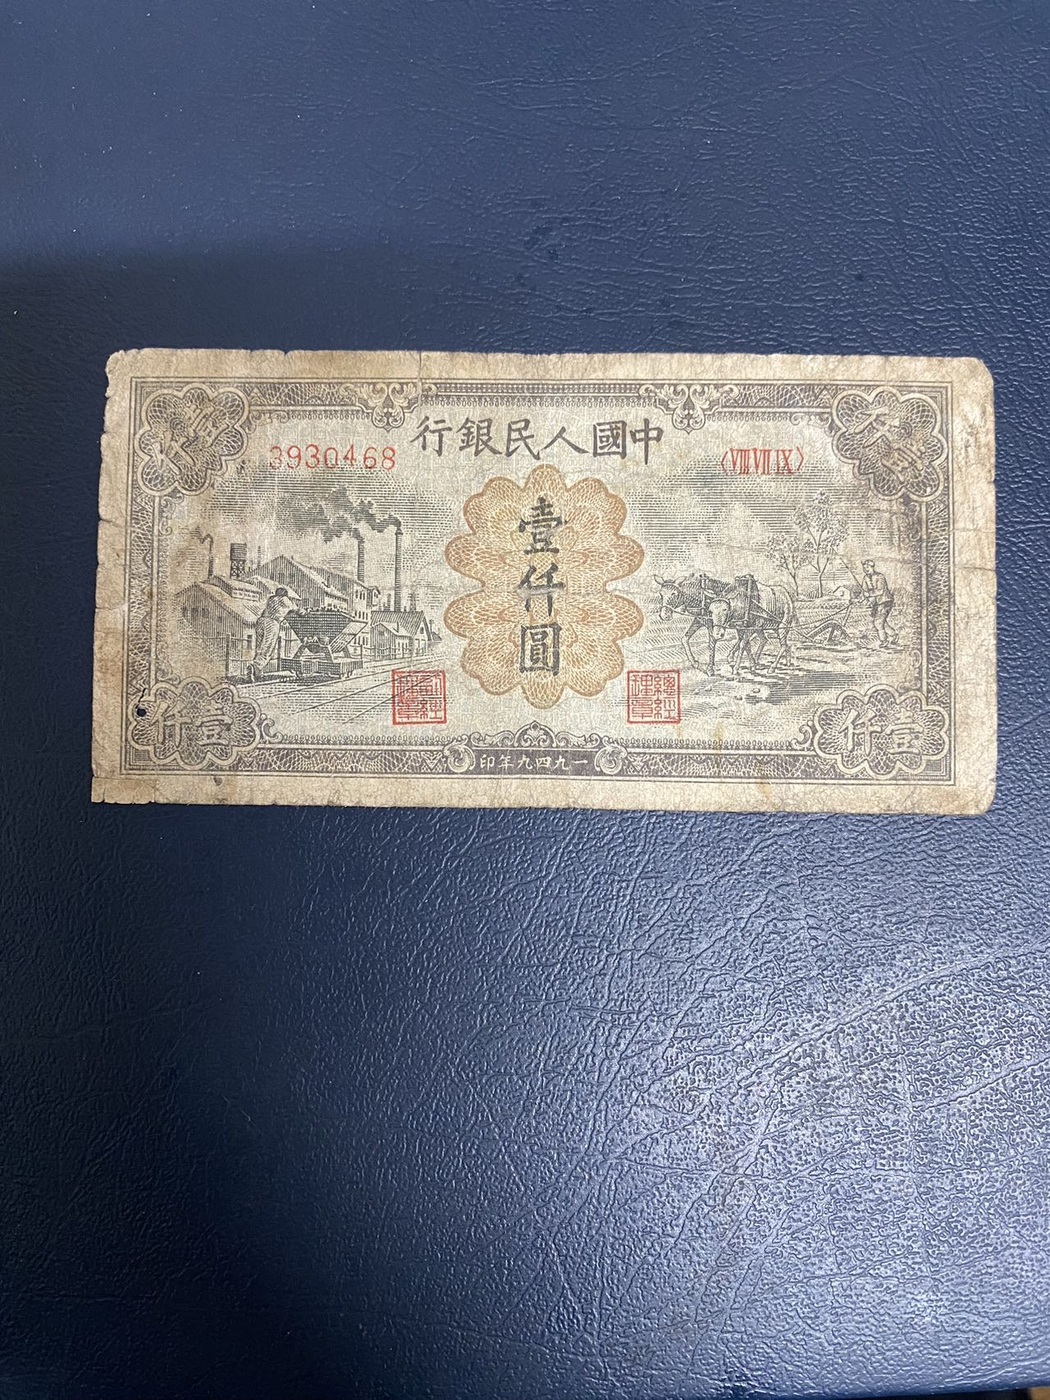 中國人民銀行
3930468
〈Ⅷ Ⅶ Ⅸ〉
壹仟圓
壹仟
壹仟
一九四九年印